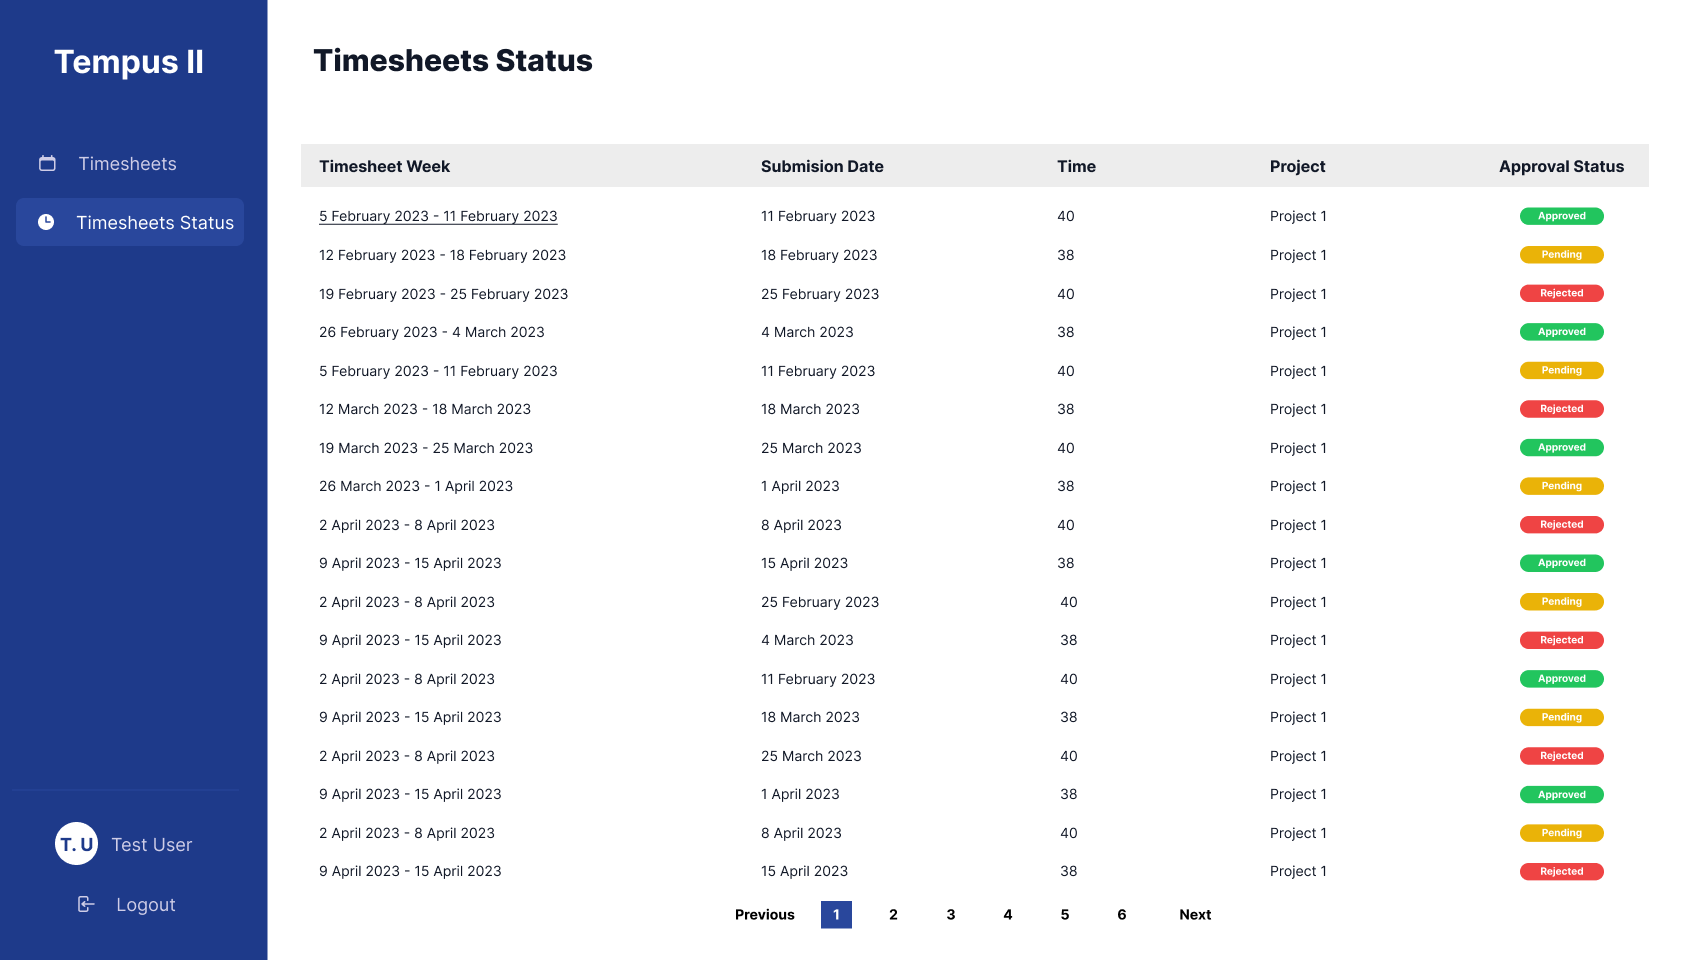 Tempus II
Timesheets
Timesheets Status
T. U Test User
Logout
Timesheets Status
Timesheet Week Submision Date Time Project Approval Status
5 February 2023 - 11 February 2023 11 February 2023 40 Project 1 Approved
12 February 2023 - 18 February 2023 18 February 2023 38 Project 1 Pending
19 February 2023 - 25 February 2023 25 February 2023 40 Project 1 Rejected
26 February 2023 - 4 March 2023 4 March 2023 38 Project 1 Approved
5 February 2023 - 11 February 2023 11 February 2023 40 Project 1 Pending
12 March 2023 - 18 March 2023 18 March 2023 38 Project 1 Rejected
19 March 2023 - 25 March 2023 25 March 2023 40 Project 1 Approved
26 March 2023 - 1 April 2023 1 April 2023 38 Project 1 Pending
2 April 2023 - 8 April 2023 8 April 2023 40 Project 1 Rejected
9 April 2023 - 15 April 2023 15 April 2023 38 Project 1 Approved
2 April 2023 - 8 April 2023 25 February 2023 40 Project 1 Pending
9 April 2023 - 15 April 2023 4 March 2023 38 Project 1 Rejected
2 April 2023 - 8 April 2023 11 February 2023 40 Project 1 Approved
9 April 2023 - 15 April 2023 18 March 2023 38 Project 1 Pending
2 April 2023 - 8 April 2023 25 March 2023 40 Project 1 Rejected
9 April 2023 - 15 April 2023 1 April 2023 38 Project 1 Approved
2 April 2023 - 8 April 2023 8 April 2023 40 Project 1 Pending
9 April 2023 - 15 April 2023 15 April 2023 38 Project 1 Rejected
Previous 1 2 3 4 5 6 Next